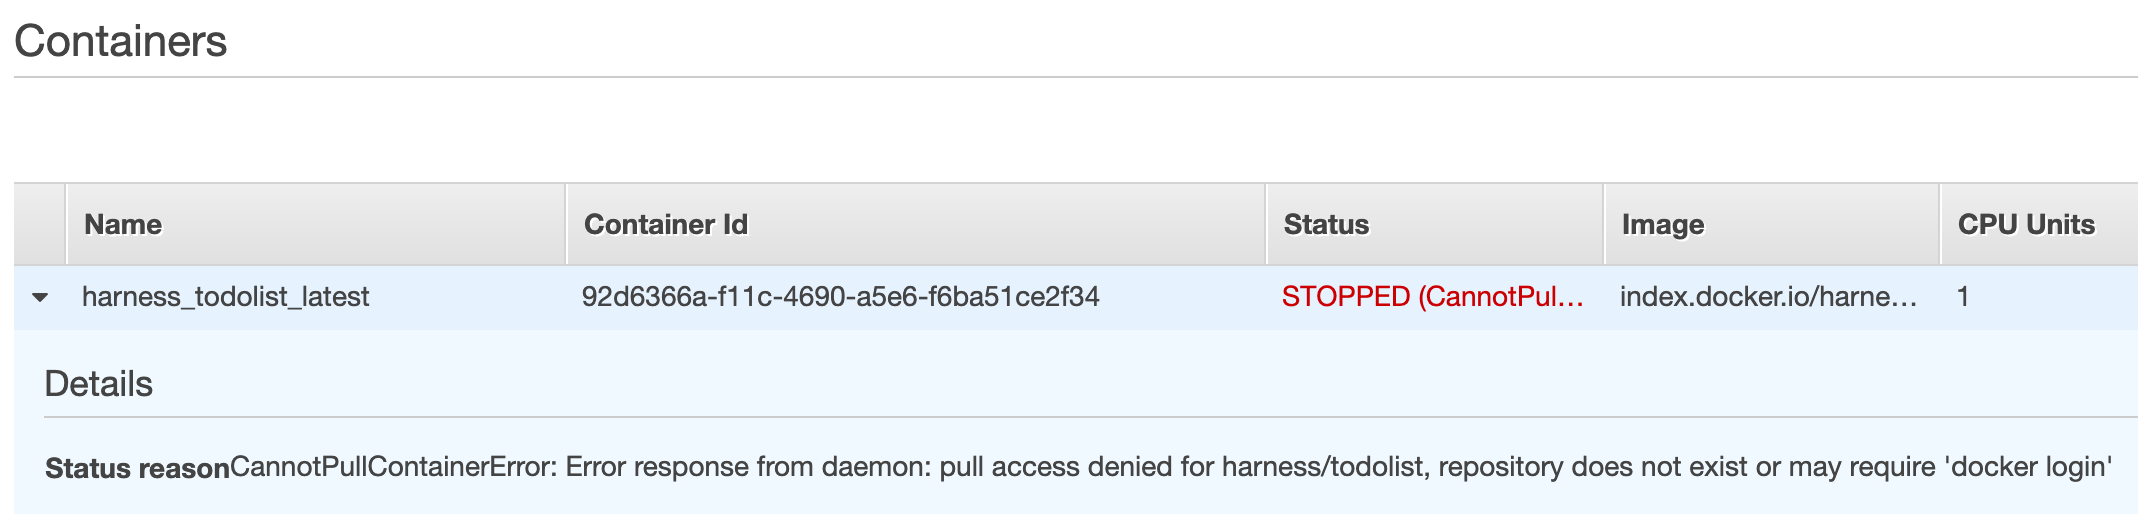 Containers
Name Container Id Status Image CPU Units
harness_todolist_latest 92d6366a-f11c-4690-a5e6-f6ba51ce2f34 STOPPED (CannotPul... index.docker.io/harne... 1
Details
Status reasonCannotPullContainerError: Error response from daemon: pull access denied for harness/todolist, repository does not exist or may require 'docker login'